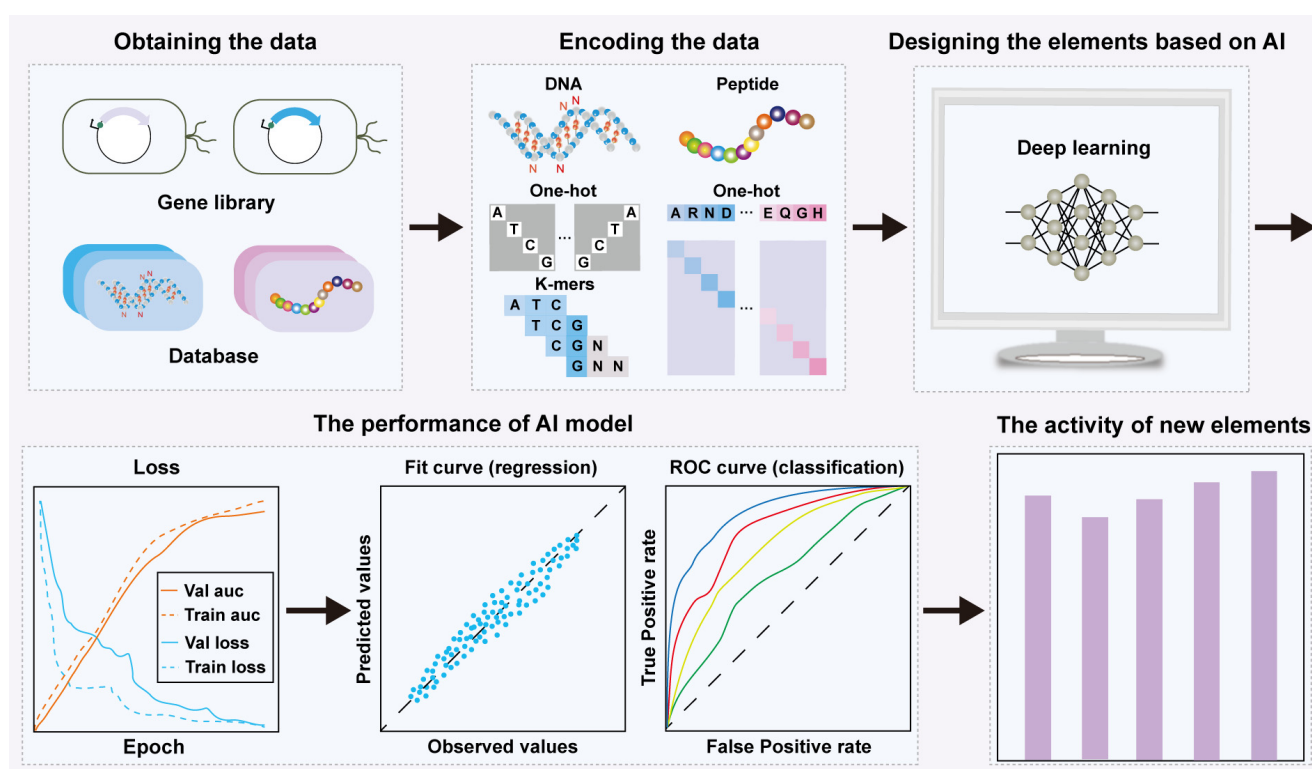 Obtaining the data
Encoding the data
Designing the elements based on AI
Gene library
Database
DNA
N
N
N
N
Peptide
One-hot
A
T
C
G
...
A
T
C
G
K-mers
A T C
T C G
C G N
G N N
One-hot
A R N D ... E Q G H
...
N
N
N
N
Deep learning
The performance of AI model
The activity of new elements
Loss
Val auc
Train auc
Val loss
Train loss
Epoch
Fit curve (regression)
Predicted values
Observed values
ROC curve (classification)
True Positive rate
False Positive rate